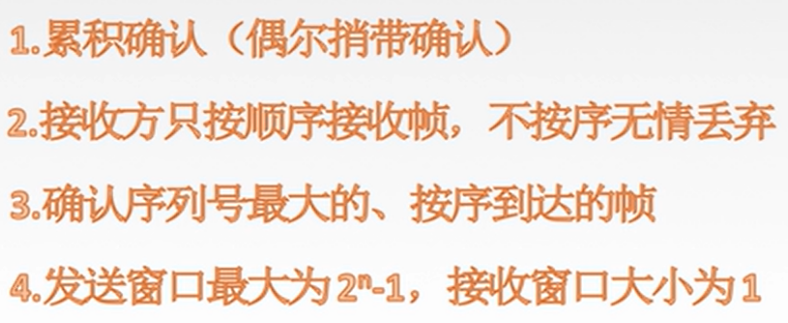 1.累积确认（偶尔捎带确认）
2.接收方只按顺序接收帧，不按序无情丢弃
3.确认序列号最大的、按序到达的帧
4.发送窗口最大为2ⁿ-1，接收窗口大小为1